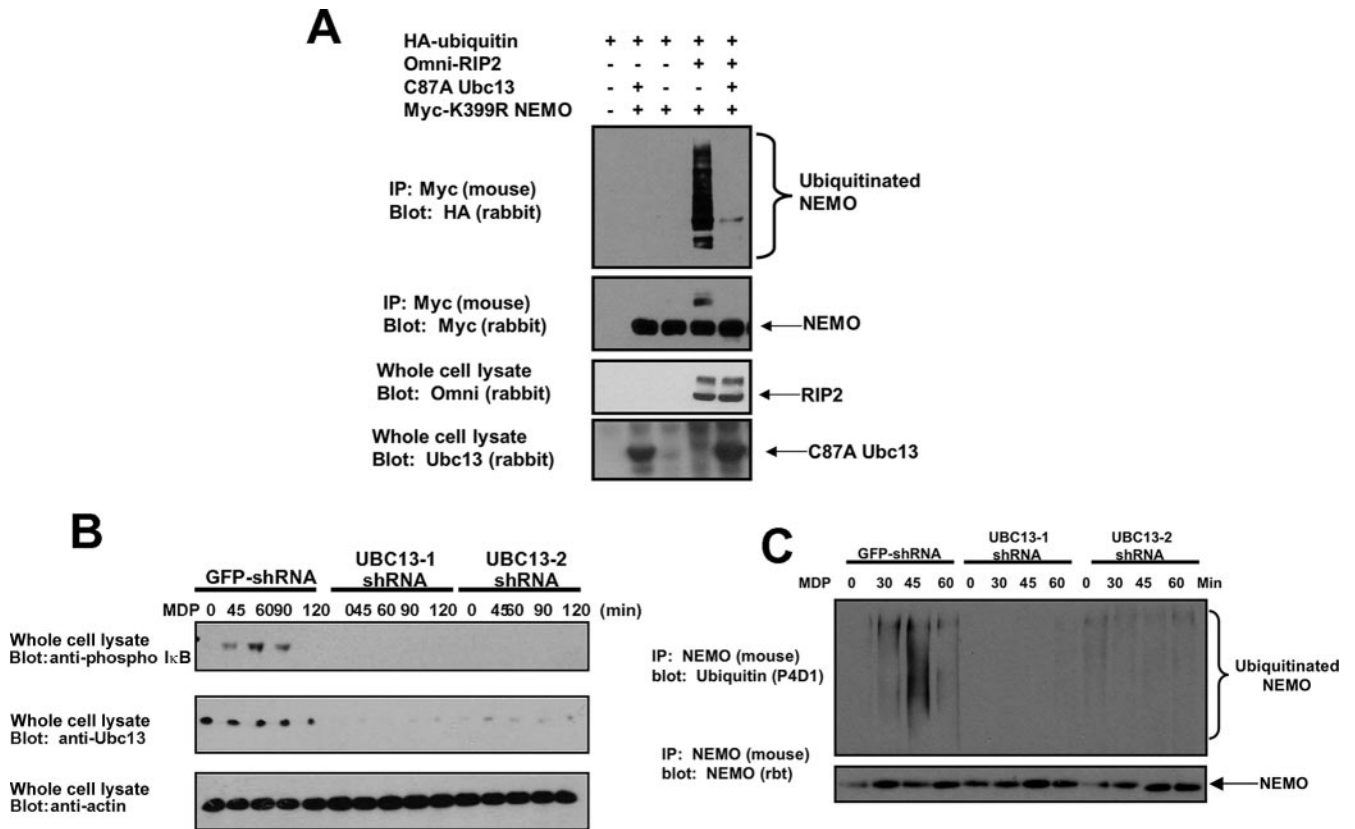 A
HA-ubiquitin + + + + +
Omni-RIP2 - - - + +
C87A Ubc13 - + - - +
Myc-K399R NEMO - + + + +
IP: Myc (mouse)
Blot: HA (rabbit)
Ubiquitinated
NEMO
IP: Myc (mouse)
Blot: Myc (rabbit)
NEMO
Whole cell lysate
Blot: Omni (rabbit)
RIP2
Whole cell lysate
Blot: Ubc13 (rabbit)
C87A Ubc13
B
GFP-shRNA
UBC13-1
shRNA
UBC13-2
shRNA
MDP 0 45 6090 120 045 60 90 120 0 4560 90 120 (min)
Whole cell lysate
Blot:anti-phospho IκB
Whole cell lysate
Blot: anti-Ubc13
Whole cell lysate
Blot:anti-actin
C
GFP-shRNA
UBC13-1
shRNA
UBC13-2
shRNA
MDP 0 30 45 60 0 30 45 60 0 30 45 60 Min
IP: NEMO (mouse)
blot: Ubiquitin (P4D1)
Ubiquitinated
NEMO
IP: NEMO (mouse)
blot: NEMO (rbt)
NEMO